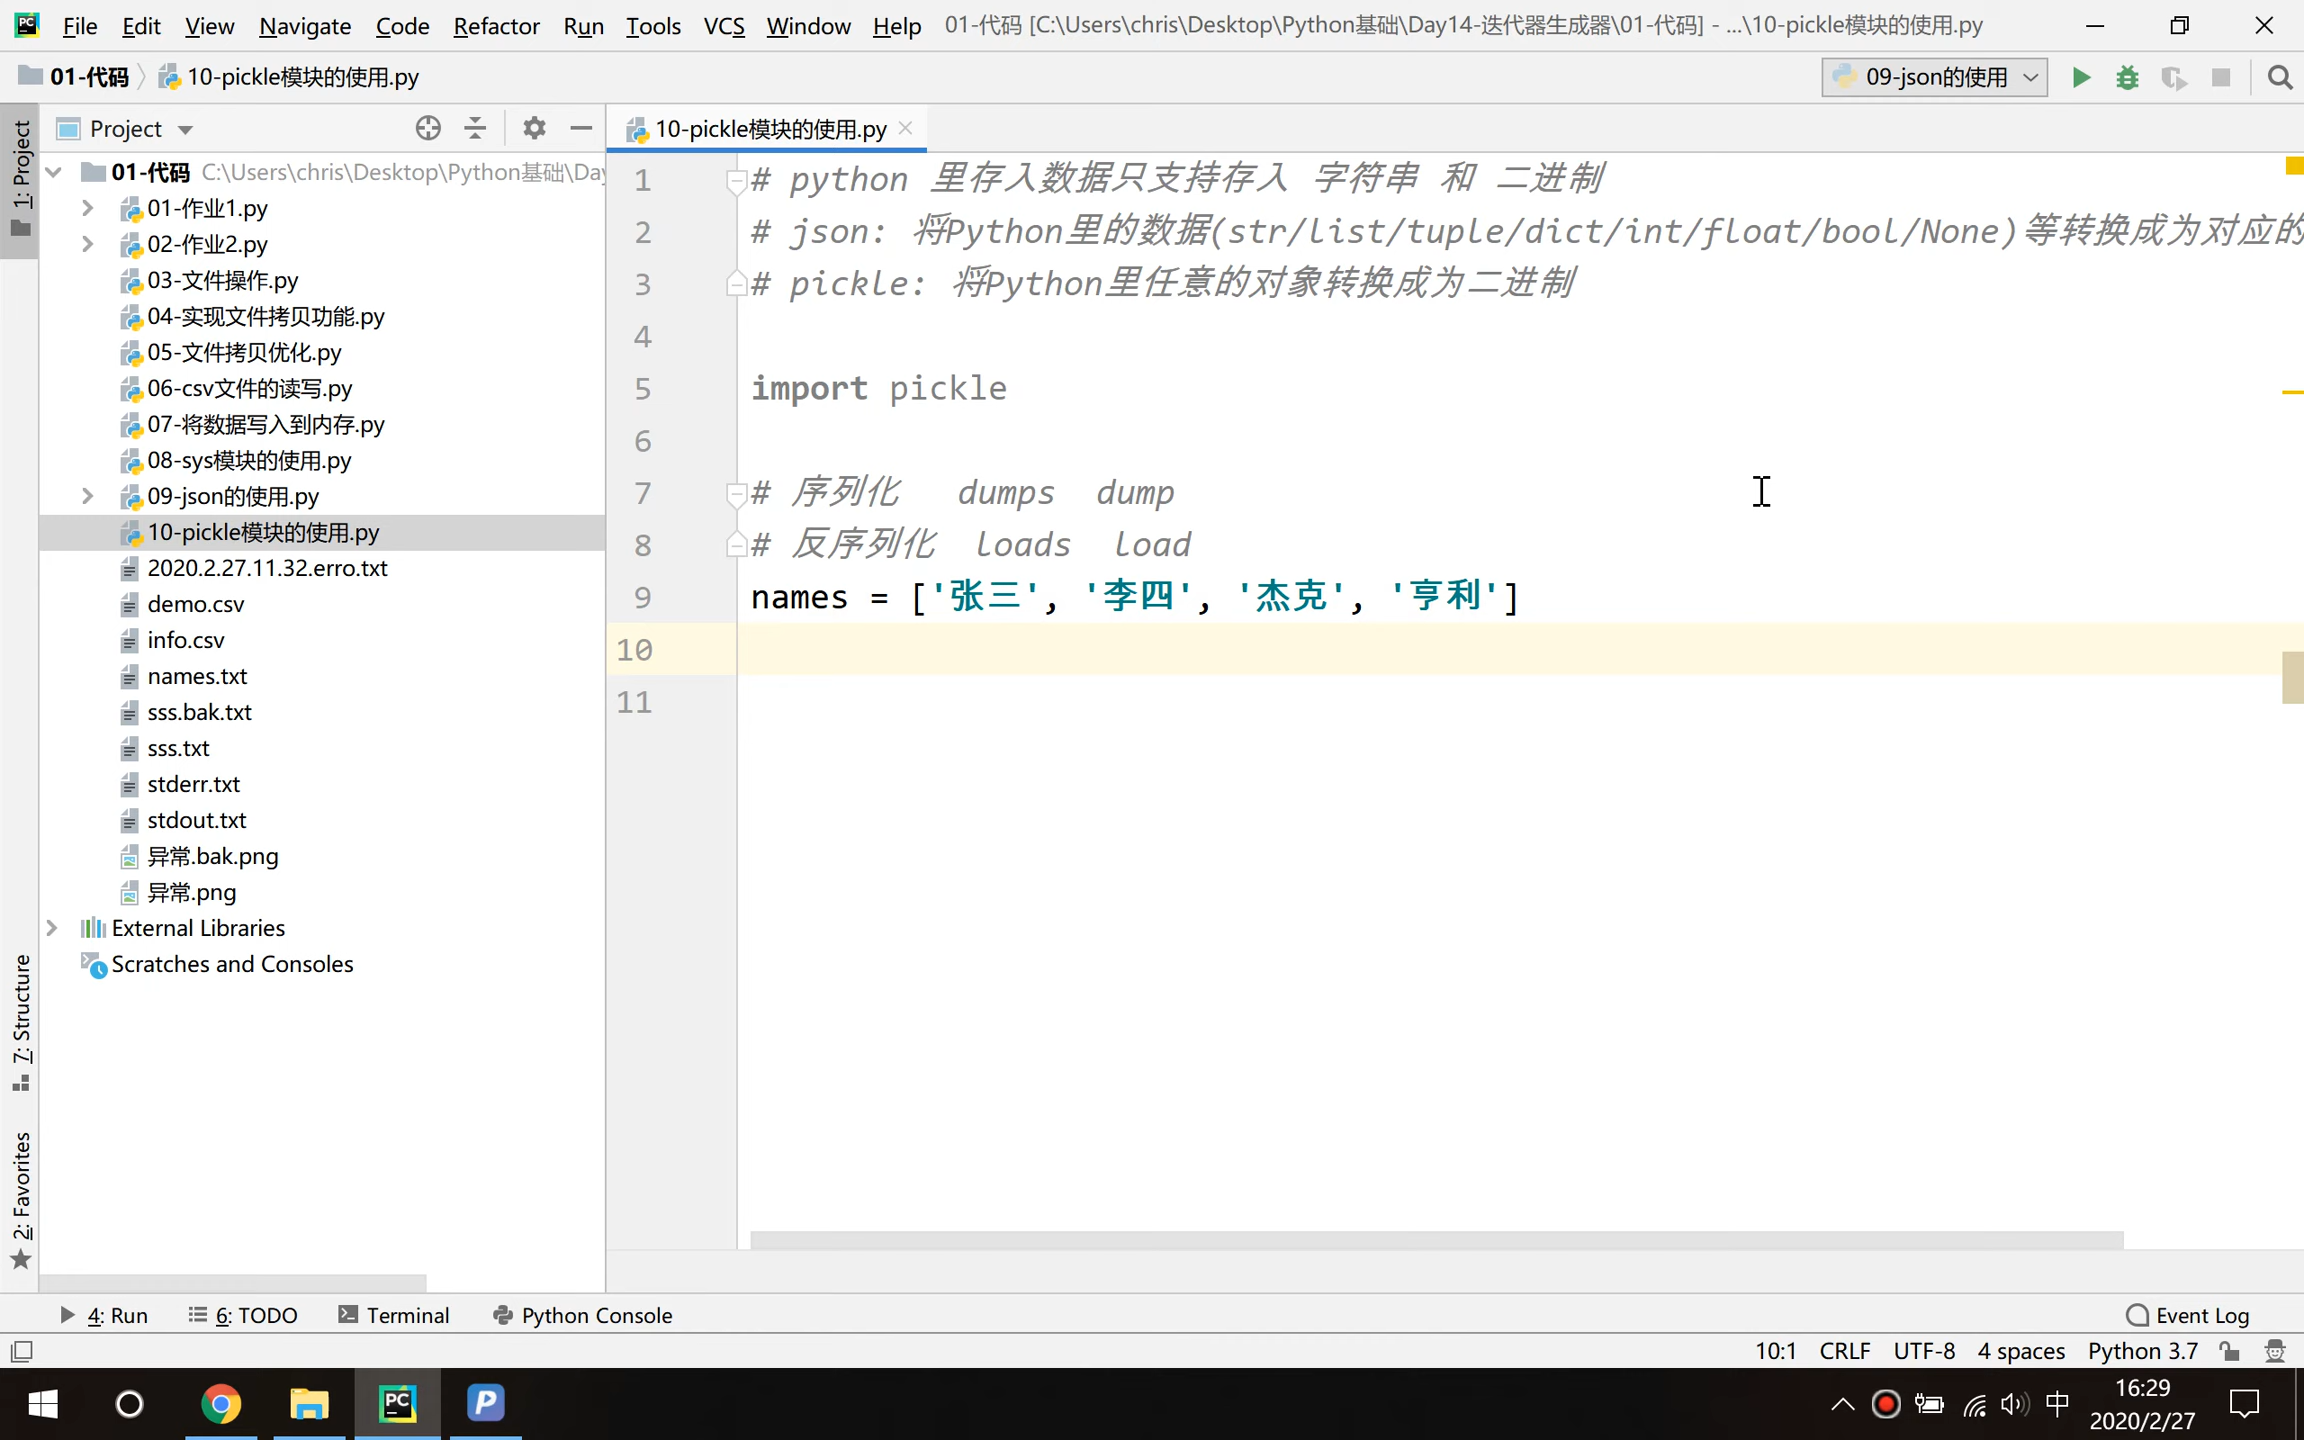 File Edit View Navigate Code Refactor Run Tools VCS Window Help 01-代码 [C:\Users\chris\Desktop\Python基础\Day14-迭代器生成器\01-代码] - ...\10-pickle模块的使用.py
01-代码 10-pickle模块的使用.py 09-json的使用
1: Project
Project
10-pickle模块的使用.py
01-代码 C:\Users\chris\Desktop\Python基础\Da
01-作业1.py
02-作业2.py
03-文件操作.py
04-实现文件拷贝功能.py
05-文件拷贝优化.py
06-csv文件的读写.py
07-将数据写入到内存.py
08-sys模块的使用.py
09-json的使用.py
10-pickle模块的使用.py
2020.2.27.11.32.erro.txt
demo.csv
info.csv
names.txt
sss.bak.txt
sss.txt
stderr.txt
stdout.txt
异常.bak.png
异常.png
External Libraries
Scratches and Consoles
7: Structure
2: Favorites
1 # python 里存入数据只支持存入 字符串 和 二进制
2 # json: 将Python里的数据(str/list/tuple/dict/int/float/bool/None)等转换成为对应的
3 # pickle: 将Python里任意的对象转换成为二进制
4
5 import pickle
6
7 # 序列化 dumps dump
8 # 反序列化 loads load
9 names = ['张三', '李四', '杰克', '亨利']
10
11
4: Run 6: TODO Terminal Python Console Event Log
10:1 CRLF UTF-8 4 spaces Python 3.7
中 16:29
2020/2/27